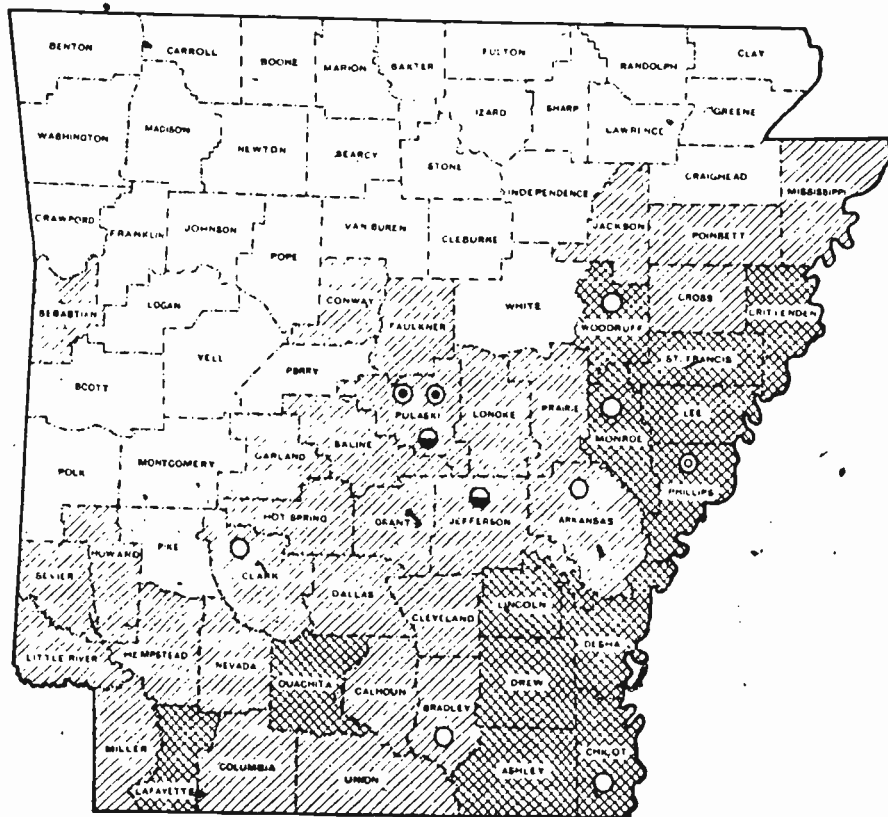 BENTON
CARROLL
BOONE
MARION
BAXTER
FULTON
RANDOLPH
CLAY
WASHINGTON
MADISON
NEWTON
SEARCY
STONE
IZARD
SHARP
LAWRENCE
GREENE
INDEPENDENCE
CRAIGHEAD
MISSISSIPPI
CRAWFORD
FRANKLIN
JOHNSON
POPE
VAN BUREN
CLEBURNE
JACKSON
POINSETT
SEBASTIAN
LOGAN
CONWAY
FAULKNER
WHITE
WOODRUFF
CROSS
CRITTENDEN
SCOTT
YELL
PERRY
PULASKI
LONOKE
PRAIRIE
MONROE
ST. FRANCIS
LEE
POLK
MONTGOMERY
GARLAND
SALINE
PHILLIPS
HOT SPRING
GRANT
JEFFERSON
ARKANSAS
SEVIER
HOWARD
PIKE
CLARK
DALLAS
CLEVELAND
LINCOLN
DESHA
LITTLE RIVER
HEMPSTEAD
NEVADA
OUACHITA
CALHOUN
BRADLEY
DREW
MILLER
LAFAYETTE
COLUMBIA
UNION
ASHLEY
CHICOT